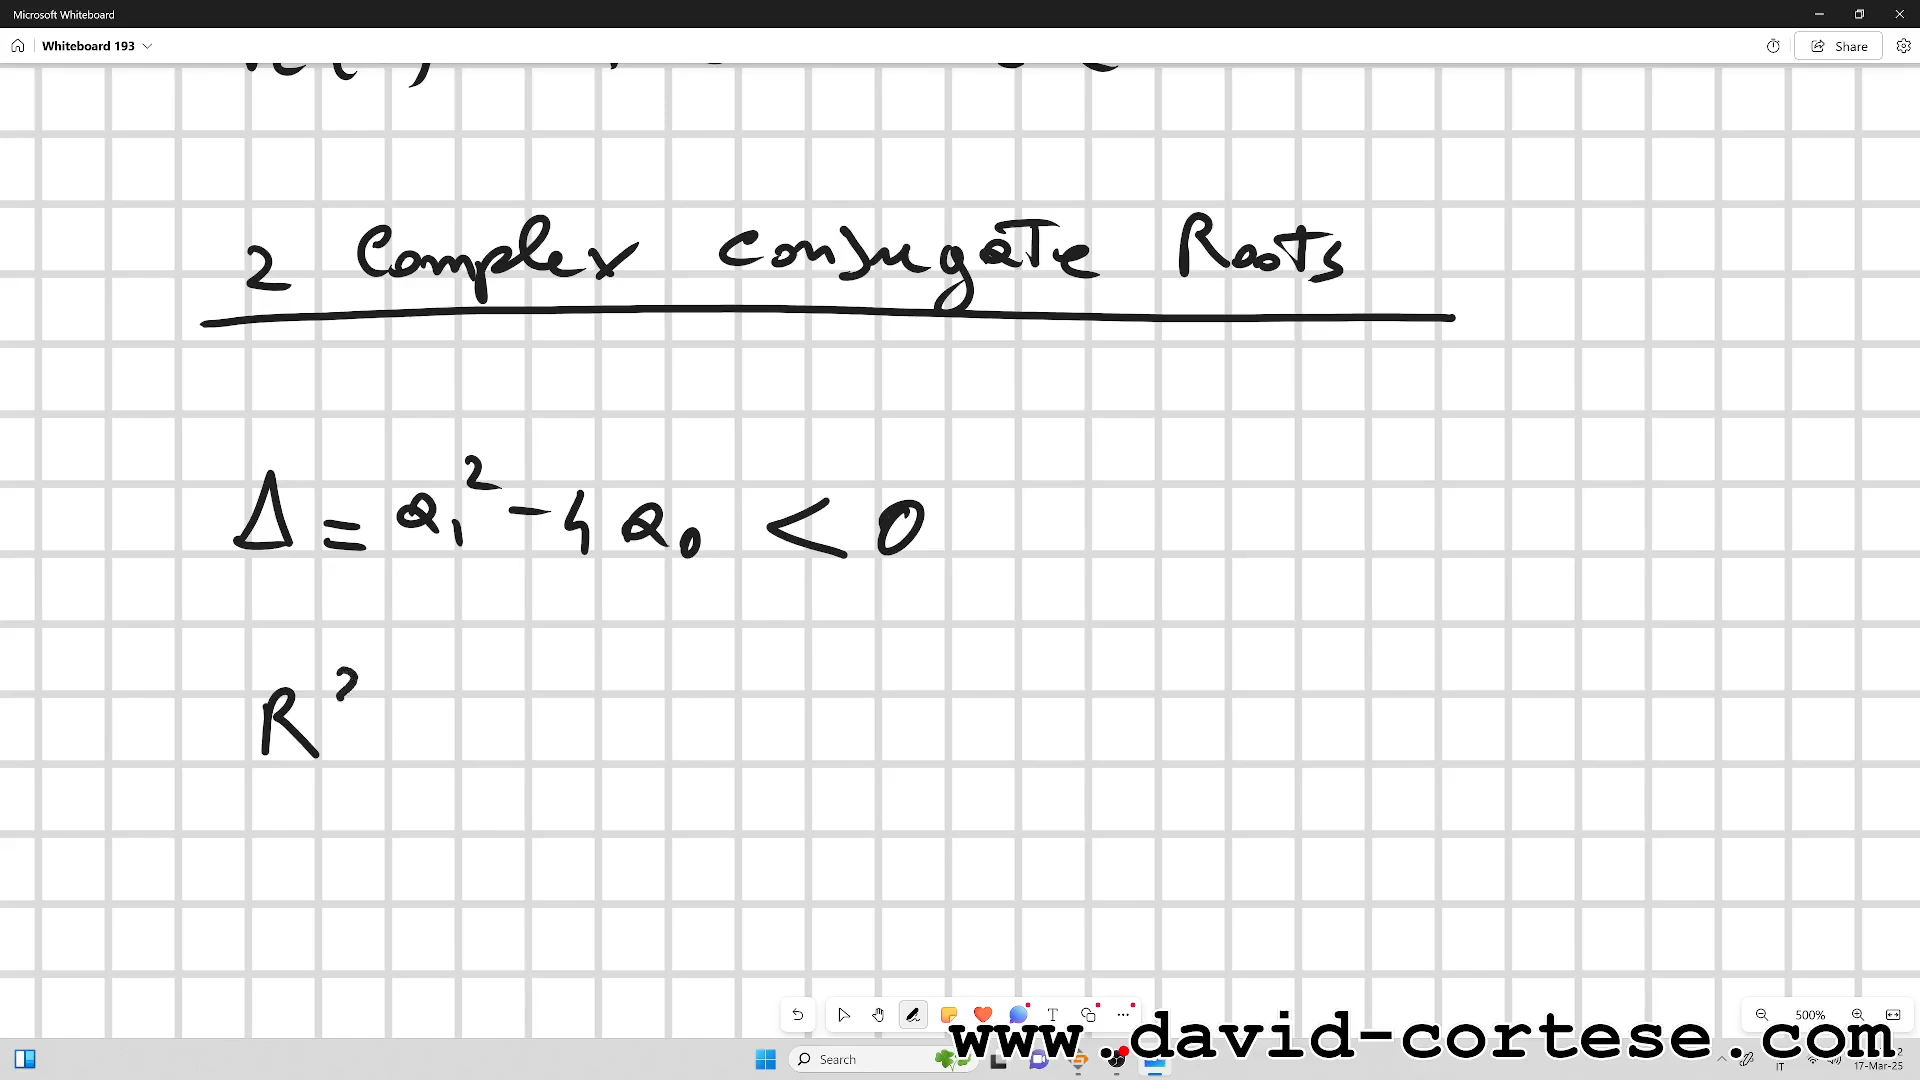 Microsoft Whiteboard
Whiteboard 193
Share
2 Complex conjugate Roots
Δ = a₁² - 4 a₀ < 0
R²
500%
Search
www.david-cortese.com
IT
17-Mar-25